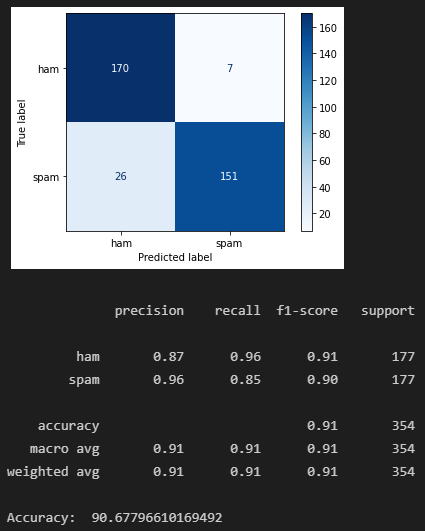 160
ham 170 7
140
120
True label
100
80
spam 26 151
60
40
20
ham spam
Predicted label
precision recall f1-score support
ham 0.87 0.96 0.91 177
spam 0.96 0.85 0.90 177
accuracy 0.91 354
macro avg 0.91 0.91 0.91 354
weighted avg 0.91 0.91 0.91 354
Accuracy: 90.67796610169492